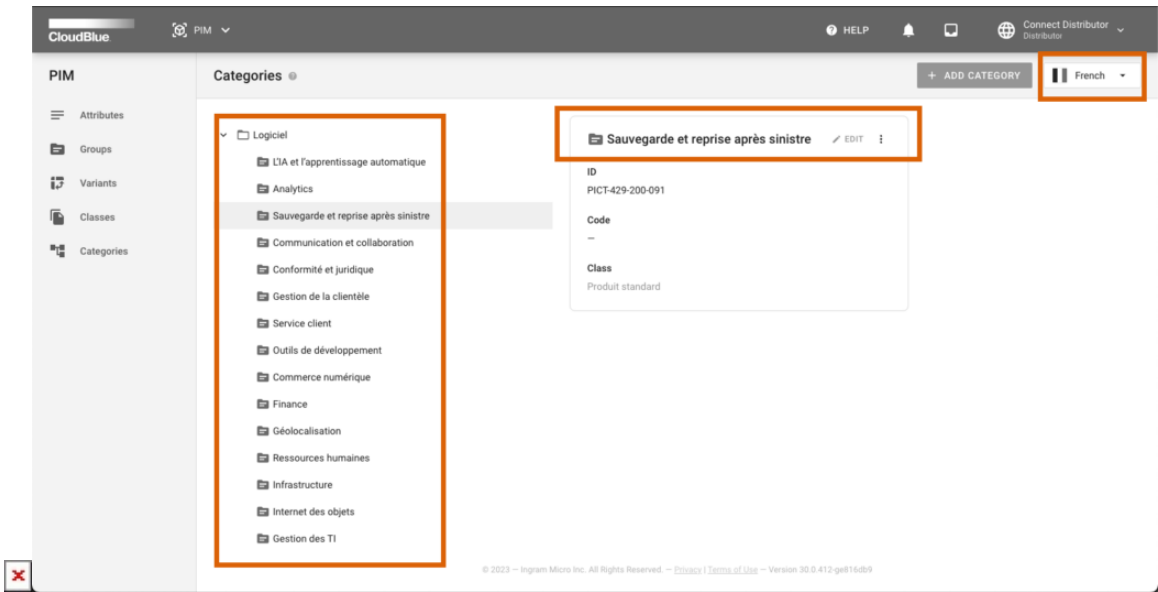 CloudBlue
PIM
HELP
Connect Distributor
Distributor
PIM
Categories
+ ADD CATEGORY
French
Attributes
Groups
Variants
Classes
Categories
Logiciel
L'IA et l'apprentissage automatique
Analytics
Sauvegarde et reprise après sinistre
Communication et collaboration
Conformité et juridique
Gestion de la clientèle
Service client
Outils de développement
Commerce numérique
Finance
Géolocalisation
Ressources humaines
Infrastructure
Internet des objets
Gestion des TI
Sauvegarde et reprise après sinistre
EDIT
ID
PICT-429-200-091
Code
—
Class
Produit standard
© 2023 — Ingram Micro Inc. All Rights Reserved. — Privacy | Terms of Use — Version 30.0.412-ge816db9